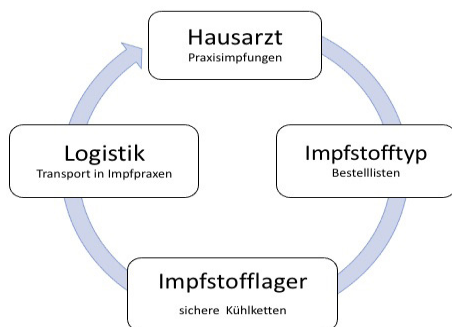 Hausarzt
Praxisimpfungen
Impfstofftyp
Bestelllisten
Impfstofflager
sichere Kühlketten
Logistik
Transport in Impfpraxen